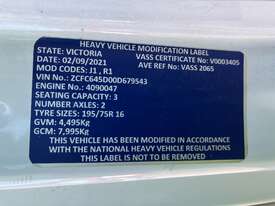 HEAVY VEHICLE MODIFICATION LABEL
STATE: VICTORIA VASS CERTIFICATE N°: V0003405
DATE: 02/09/2021 AVE REF No: VASS 2065
MOD CODES: J1 , R1
VIN No: ZCFC645D00D679543
ENGINE No: 4090047
SEATING CAPACITY: 3
NUMBER AXLES: 2
TYRE SIZES: 195/75R 16
GVM: 4,495Kg
GCM: 7,995Kg
THIS VEHICLE HAS BEEN MODIFIED IN ACCORDANCE
WITH THE NATIONAL HEAVY VEHICLE REGULATIONS
THIS LABEL IS NOT TO BE REMOVED